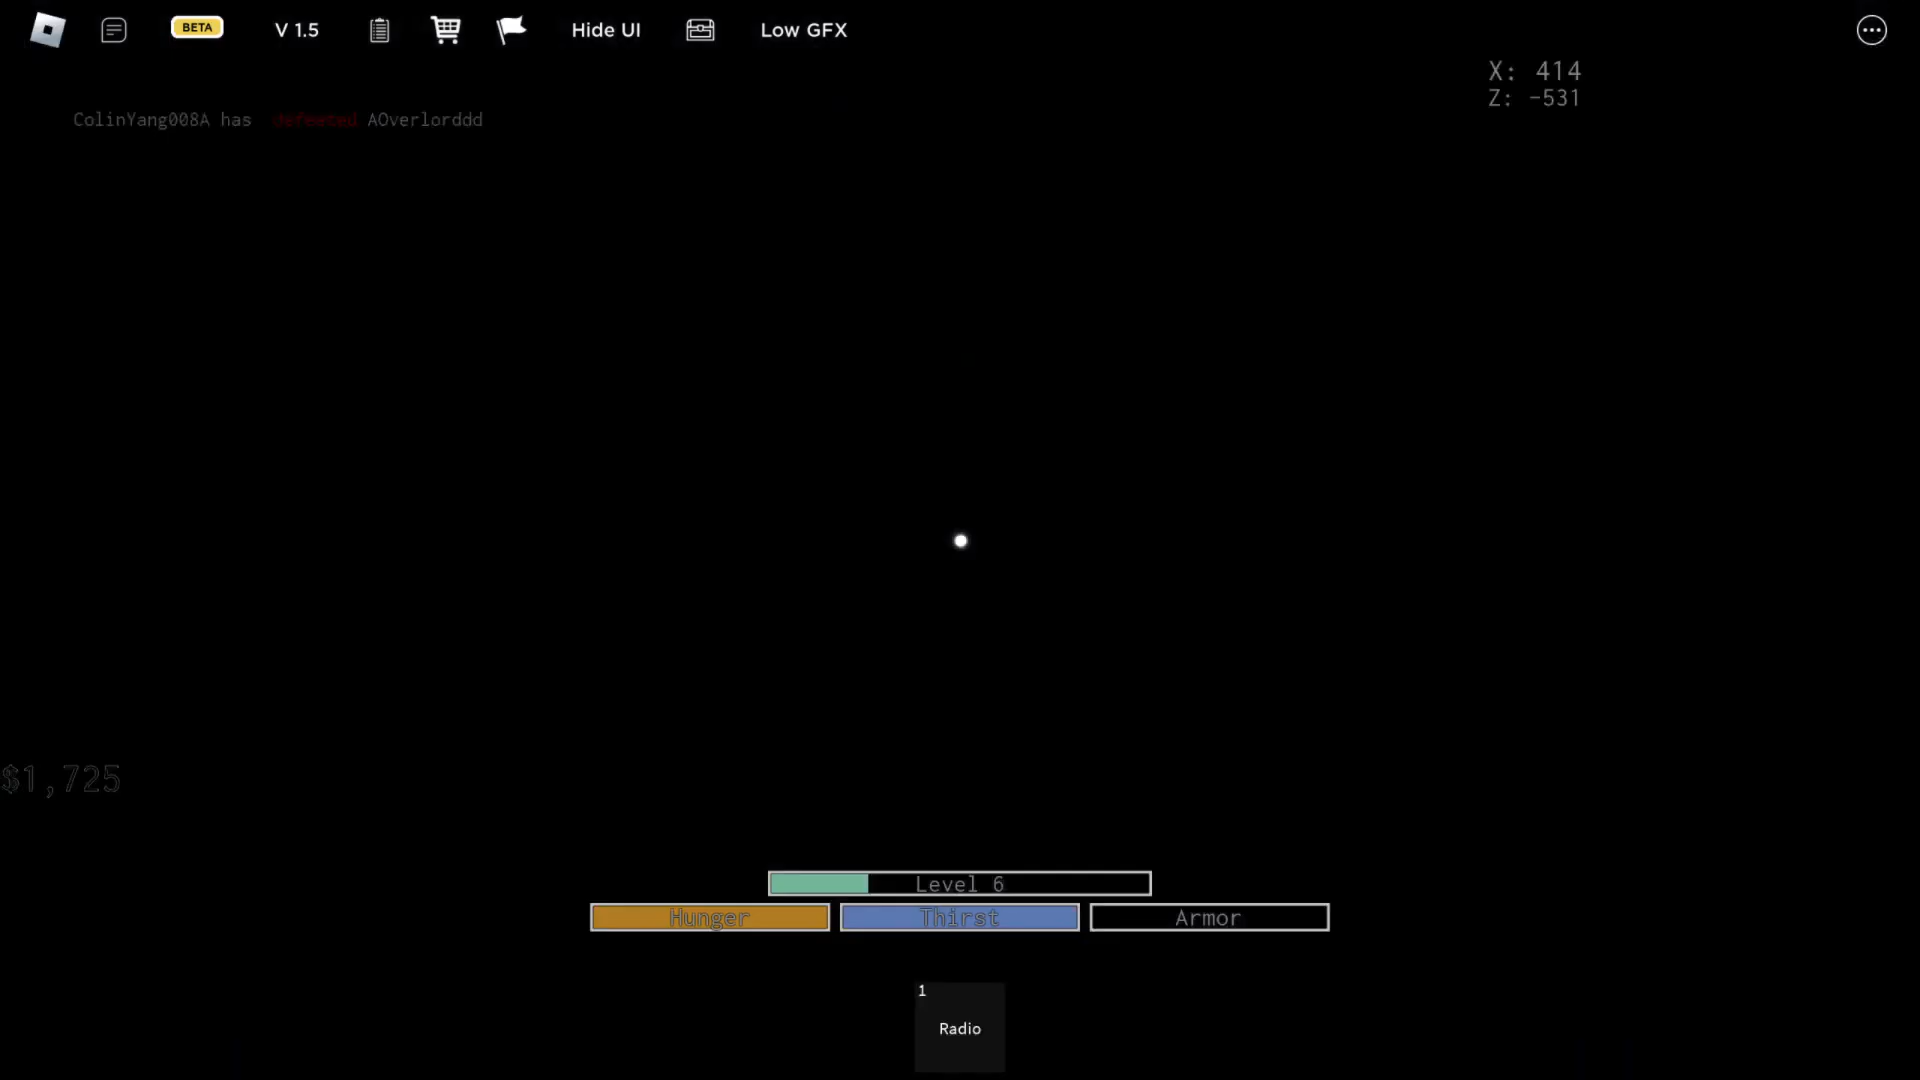 BETA
V 1.5
Hide UI
Low GFX
X: 414
Z: -531
ColinYang008A has defeated AOverlorddd
$1,725
Level 6
Hunger
Thirst
Armor
1
Radio